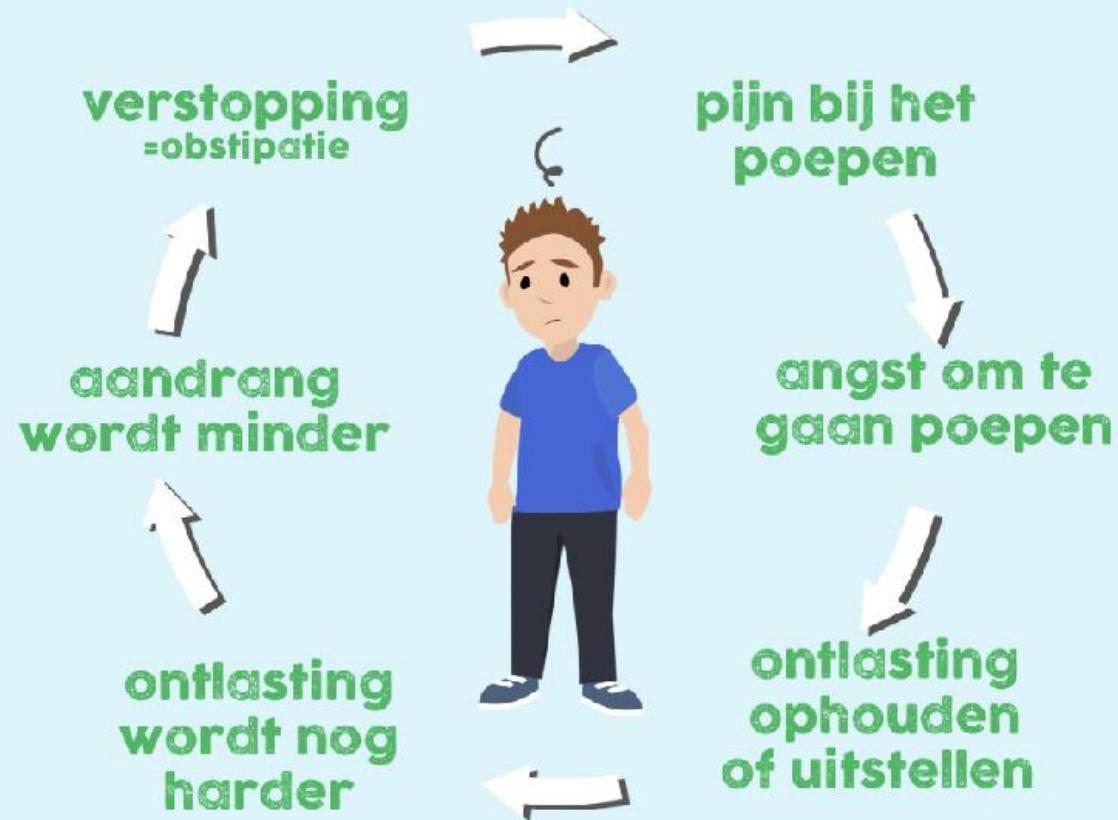 verstopping
=obstipatie
pijn bij het
poepen
angst om te
gaan poepen
ontlasting
ophouden
of uitstellen
ontlasting
wordt nog
harder
aandrang
wordt minder